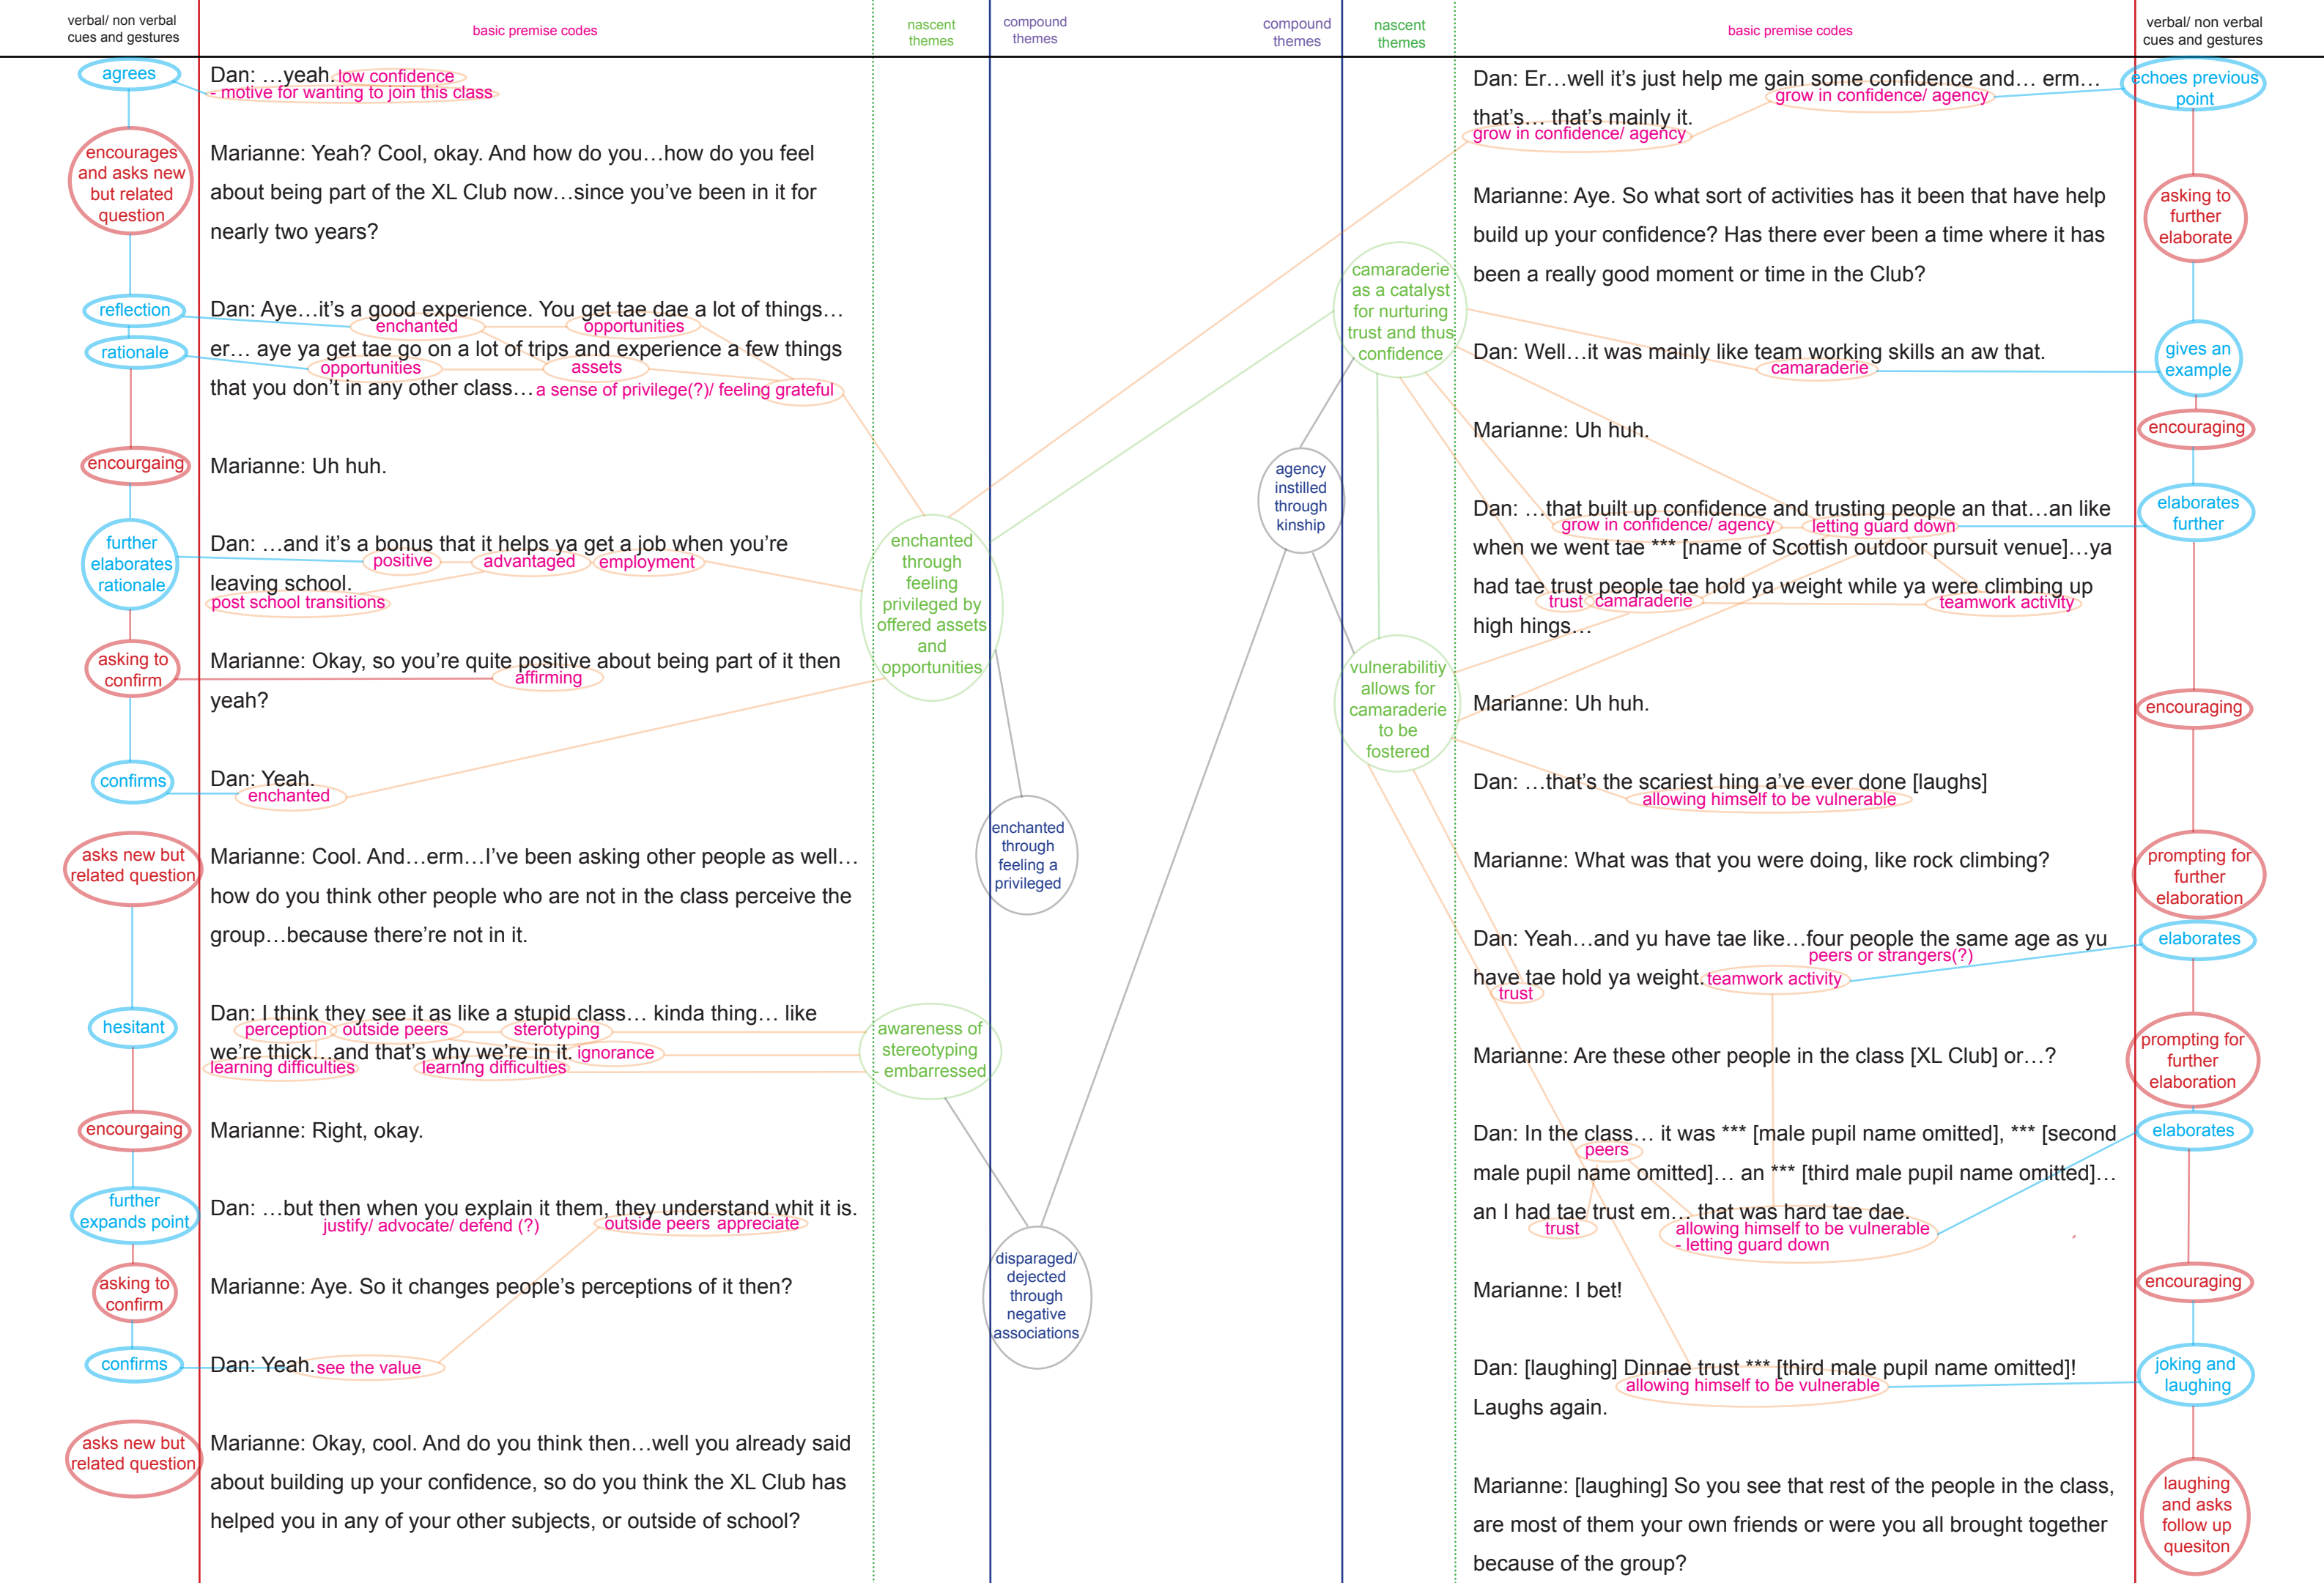 verbal/ non verbal
cues and gestures
basic premise codes
nascent
themes
compound
themes
compound
themes
nascent
themes
basic premise codes
verbal/ non verbal
cues and gestures
agrees
Dan: …yeah. low confidence
- motive for wanting to join this class
encourages
and asks new
but related
question
Marianne: Yeah? Cool, okay. And how do you…how do you feel
about being part of the XL Club now…since you’ve been in it for
nearly two years?
reflection
Dan: Aye…it’s a good experience. You get tae dae a lot of things…
enchanted
opportunities
rationale
er… aye ya get tae go on a lot of trips and experience a few things
opportunities
assets
that you don’t in any other class… a sense of privilege(?)/ feeling grateful
encourgaing
Marianne: Uh huh.
further
elaborates
rationale
Dan: …and it’s a bonus that it helps ya get a job when you’re
positive
advantaged
employment
leaving school.
post school transitions
asking to
confirm
Marianne: Okay, so you’re quite positive about being part of it then
affirming
yeah?
confirms
Dan: Yeah.
enchanted
asks new but
related question
Marianne: Cool. And…erm…I’ve been asking other people as well…
how do you think other people who are not in the class perceive the
group…because there’re not in it.
hesitant
Dan: I think they see it as like a stupid class… kinda thing… like
perception
outside peers
sterotyping
we’re thick…and that’s why we’re in it. ignorance
learning difficulties
learning difficulties
encourgaing
Marianne: Right, okay.
further
expands point
Dan: …but then when you explain it them, they understand whit it is.
justify/ advocate/ defend (?)
outside peers appreciate
asking to
confirm
Marianne: Aye. So it changes people’s perceptions of it then?
confirms
Dan: Yeah. see the value
asks new but
related question
Marianne: Okay, cool. And do you think then…well you already said
about building up your confidence, so do you think the XL Club has
helped you in any of your other subjects, or outside of school?
enchanted
through
feeling
privileged by
offered assets
and
opportunities
awareness of
stereotyping
- embarressed
enchanted
through
feeling a
privileged
disparaged/
dejected
through
negative
associations
agency
instilled
through
kinship
camaraderie
as a catalyst
for nurturing
trust and thus
confidence
vulnerabilitiy
allows for
camaraderie
to be
fostered
Dan: Er…well it’s just help me gain some confidence and… erm…
grow in confidence/ agency
echoes previous
point
that’s… that’s mainly it.
grow in confidence/ agency
Marianne: Aye. So what sort of activities has it been that have help
build up your confidence? Has there ever been a time where it has
been a really good moment or time in the Club?
asking to
further
elaborate
Dan: Well…it was mainly like team working skills an aw that.
camaraderie
gives an
example
Marianne: Uh huh.
encouraging
Dan: …that built up confidence and trusting people an that…an like
grow in confidence/ agency
letting guard down
elaborates
further
when we went tae *** [name of Scottish outdoor pursuit venue]…ya
had tae trust people tae hold ya weight while ya were climbing up
trust
camaraderie
teamwork activity
high hings…
Marianne: Uh huh.
encouraging
Dan: …that’s the scariest hing a’ve ever done [laughs]
allowing himself to be vulnerable
Marianne: What was that you were doing, like rock climbing?
prompting for
further
elaboration
Dan: Yeah…and yu have tae like…four people the same age as yu
peers or strangers(?)
elaborates
have tae hold ya weight. teamwork activity
trust
Marianne: Are these other people in the class [XL Club] or…?
prompting for
further
elaboration
Dan: In the class… it was *** [male pupil name omitted], *** [second
peers
elaborates
male pupil name omitted]… an *** [third male pupil name omitted]…
an I had tae trust em… that was hard tae dae.
trust
allowing himself to be vulnerable
- letting guard down
Marianne: I bet!
encouraging
Dan: [laughing] Dinnae trust *** [third male pupil name omitted]!
allowing himself to be vulnerable
joking and
laughing
Laughs again.
Marianne: [laughing] So you see that rest of the people in the class,
are most of them your own friends or were you all brought together
because of the group?
laughing
and asks
follow up
quesiton